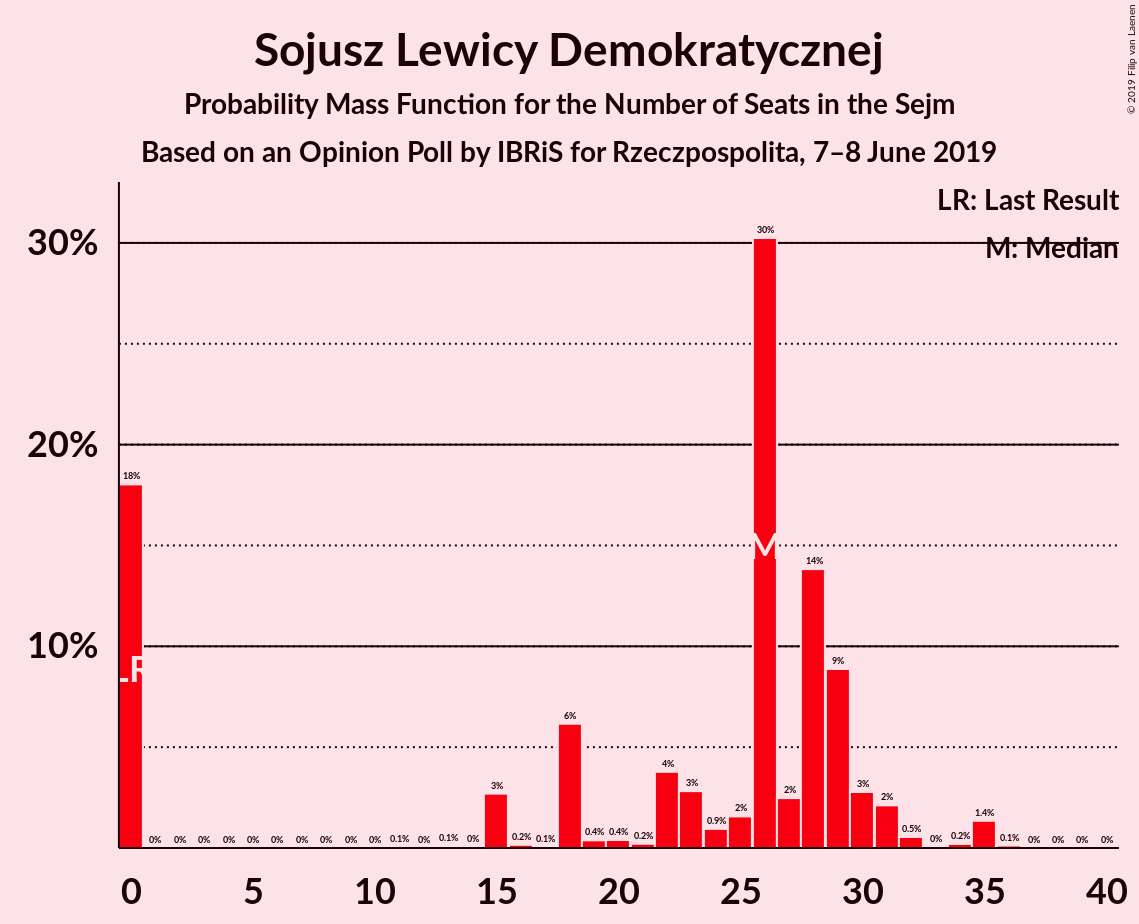 Sojusz Lewicy Demokratycznej
Probability Mass Function for the Number of Seats in the Sejm
Based on an Opinion Poll by IBRiS for Rzeczpospolita, 7–8 June 2019
© 2019 Filip van Laenen
LR: Last Result
M: Median
30%
20%
10%
18% 0% 0% 0% 0% 0% 0% 0% 0% 0% 0% 0.1% 0% 0.1% 0% 3% 0.2% 0.1% 6% 0.4% 0.4% 0.2% 4% 3% 0.9% 2% 30% 2% 14% 9% 3% 2% 0.5% 0% 0.2% 1.4% 0.1% 0% 0% 0% 0%
LR
M
0 5 10 15 20 25 30 35 40